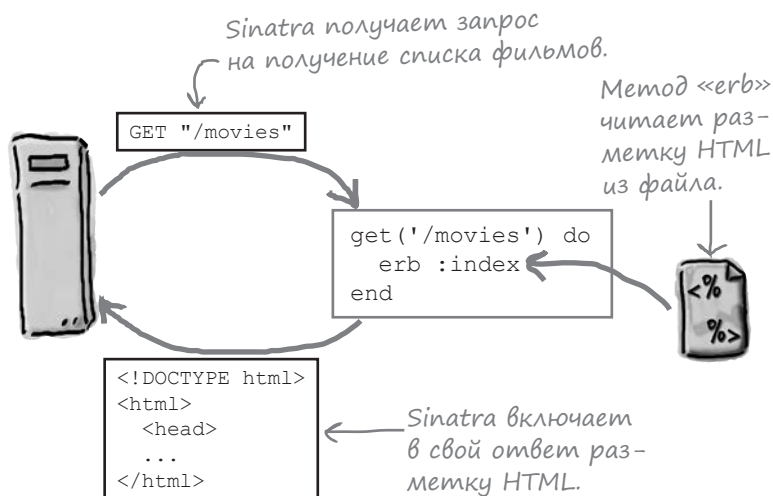 Sinatra получает запрос
на получение списка фильмов.
Метод «erb»
читает раз-
метку HTML
из файла.
GET "/movies"
get('/movies') do
  erb :index
end
<%
%>
<!DOCTYPE html>
<html>
  <head>
  ...
</html>
Sinatra включает
в свой ответ раз-
метку HTML.